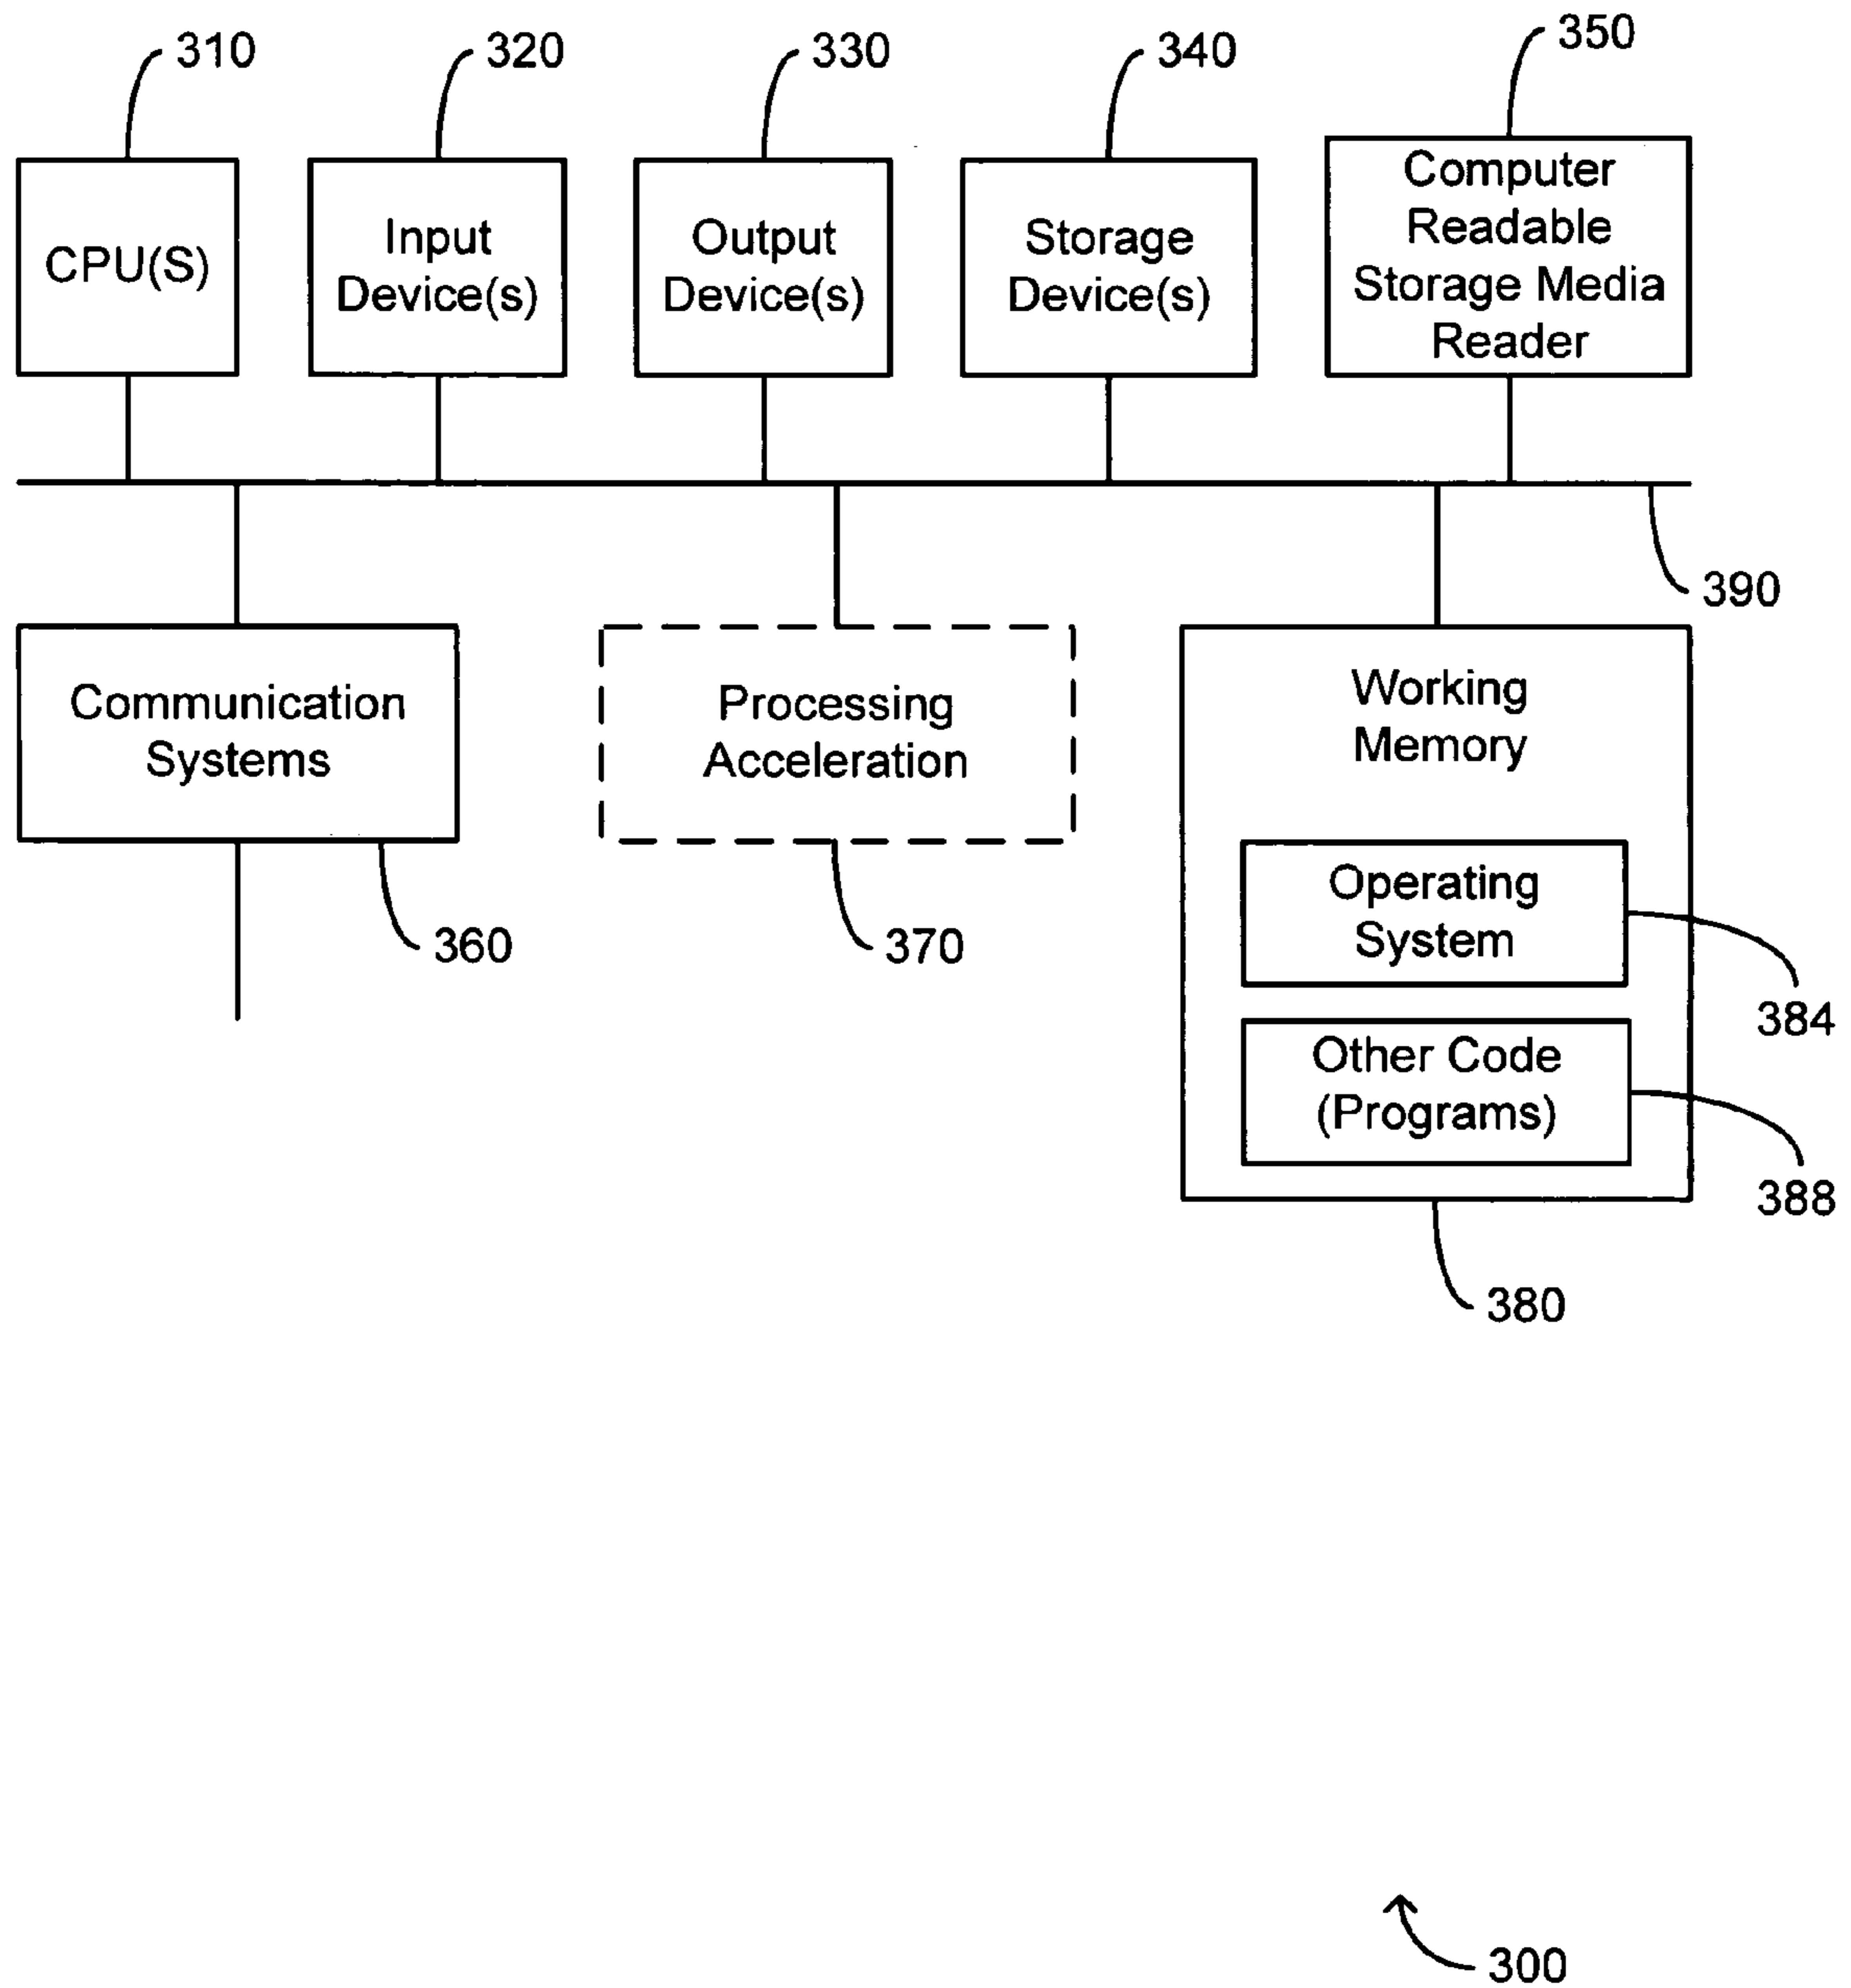 310
320
330
340
350
CPU(S)
Input
Device(s)
Output
Device(s)
Storage
Device(s)
Computer
Readable
Storage Media
Reader
390
Communication
Systems
360
Processing
Acceleration
370
Working
Memory
Operating
System
384
Other Code
(Programs)
388
380
300